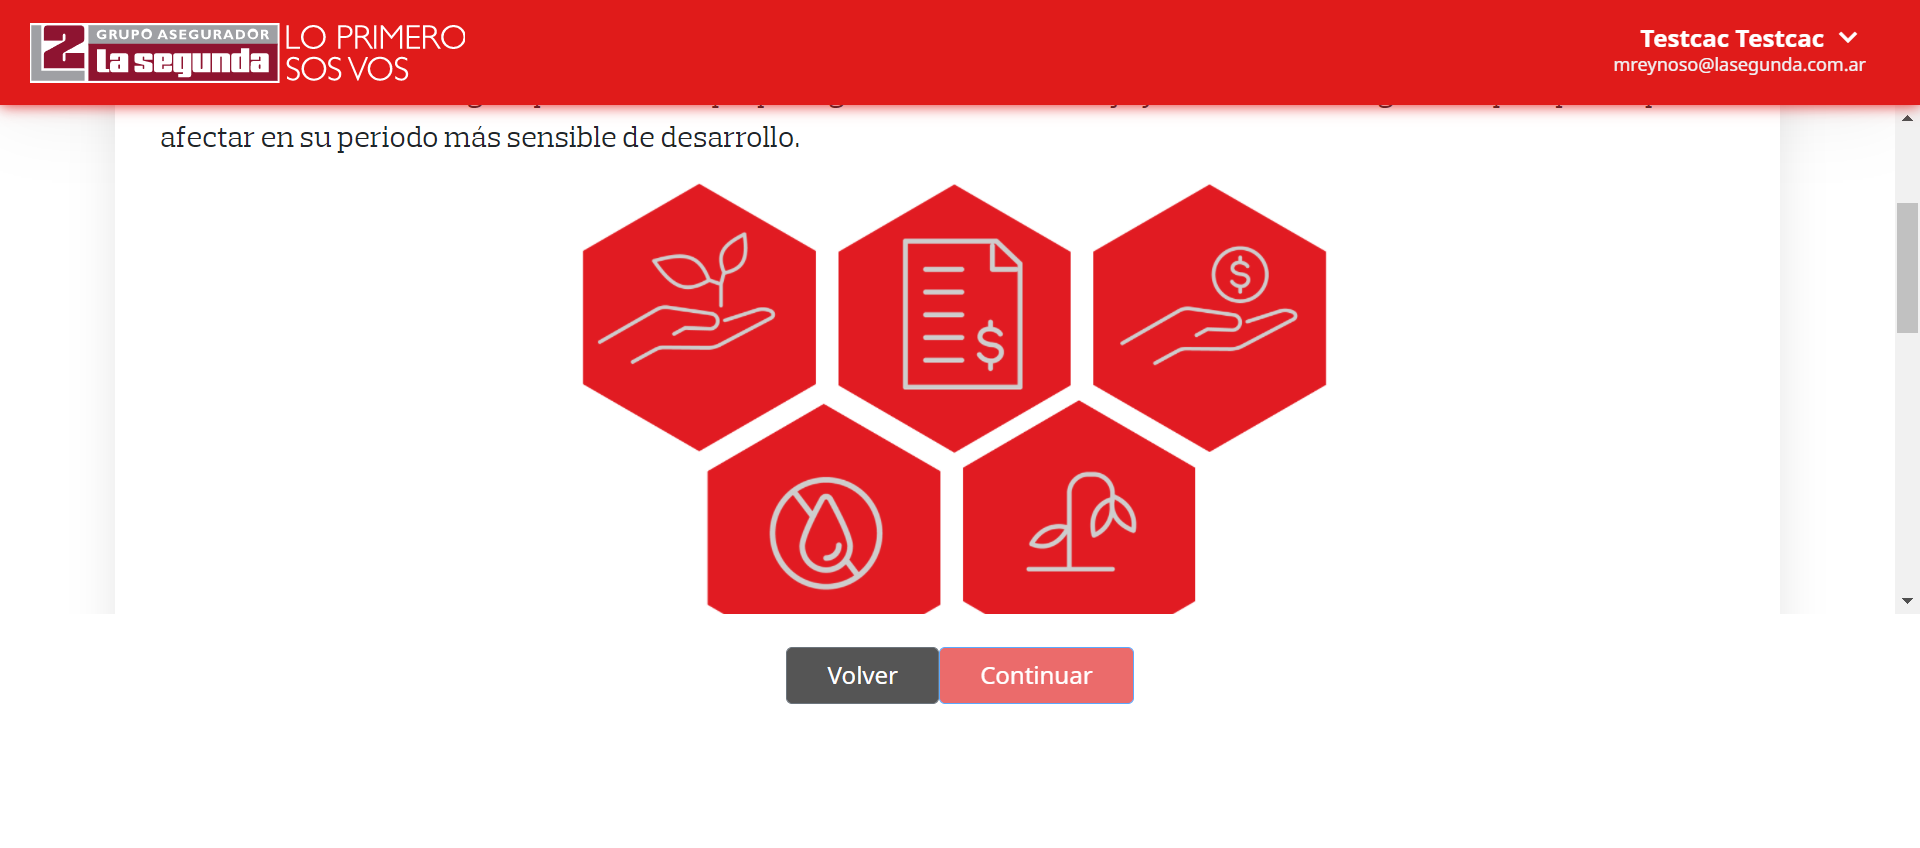 GRUPO ASEGURADOR
La segunda
LO PRIMERO
SOS VOS
Testcac Testcac
mreynoso@lasegunda.com.ar
afectar en su periodo más sensible de desarrollo.
$
$
Volver
Continuar